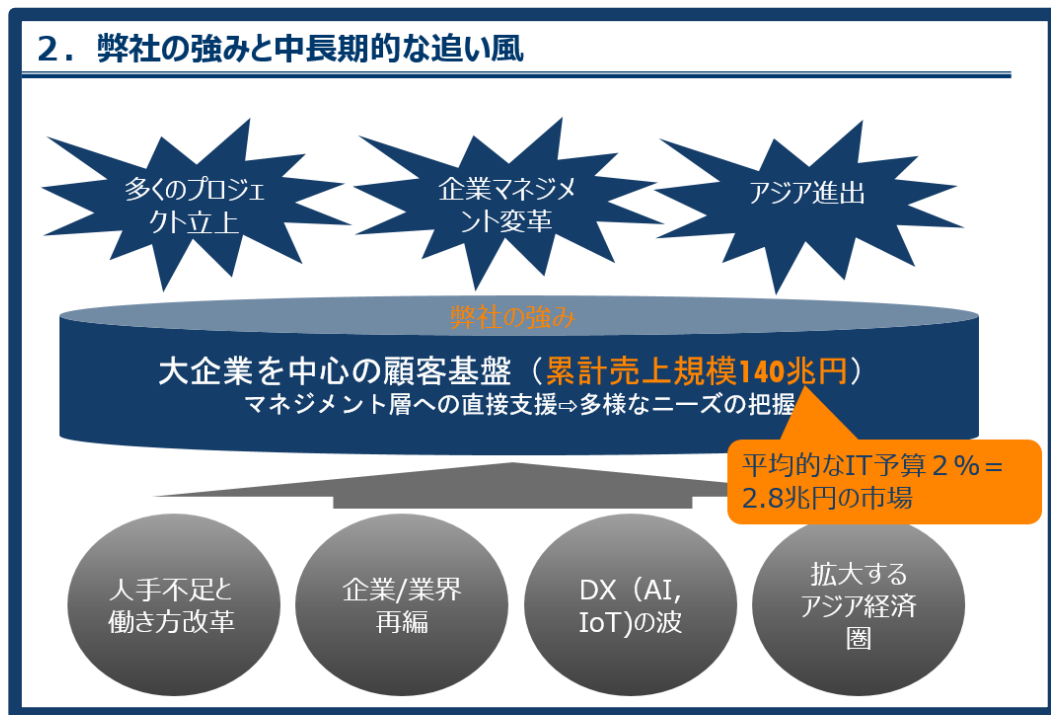 ２．弊社の強みと中長期的な追い風
多くのプロジェ
クト立上
企業マネジメ
ント変革
アジア進出
弊社の強み
大企業を中心の顧客基盤（累計売上規模140兆円）
マネジメント層への直接支援⇨多様なニーズの把握
平均的なIT予算２%＝
2.8兆円の市場
人手不足と
働き方改革
企業/業界
再編
DX（AI,
IoT)の波
拡大する
アジア経済
圏